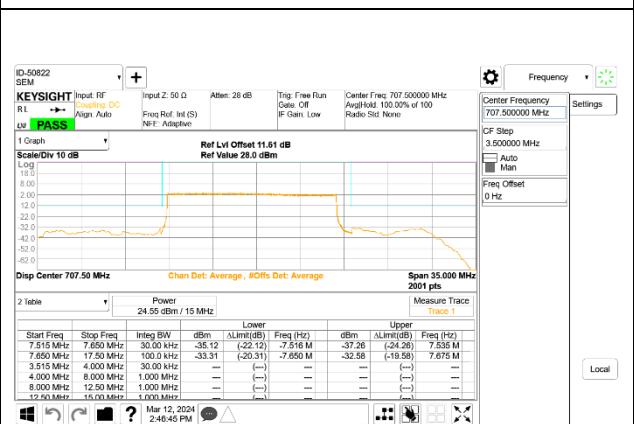 ID-50822
SEM
Frequency
KEYSIGHT
Input: RF
Input Z: 50 Ω
Atten: 28 dB
Trig: Free Run
Center Freq: 707.500000 MHz
Coupling: DC
Gate: Off
Avg|Hold: 100.00% of 100
RL
Align: Auto
Freq Ref: Int (S)
IF Gain: Low
Radio Std: None
NFE: Adaptive
PASS
Center Frequency
707.500000 MHz
Settings
CF Step
3.500000 MHz
Auto
Man
Freq Offset
0 Hz
1 Graph
Ref Lvl Offset 11.61 dB
Scale/Div 10 dB
Ref Value 28.0 dBm
Log
18.0
8.00
2.00
12.0
-22.0
-32.0
-42.0
-52.0
-62.0
Disp Center 707.50 MHz
Chan Det: Average , #Offs Det: Average
Span 35.000 MHz
2001 pts
2 Table
Power
24.55 dBm / 15 MHz
Measure Trace
Trace 1
Lower
Upper
Start Freq Stop Freq Integ BW dBm ΔLimit(dB) Freq (Hz) dBm ΔLimit(dB) Freq (Hz)
7.515 MHz 7.650 MHz 30.00 kHz -35.12 (-22.12) -7.516 M -37.26 (-24.26) 7.535 M
7.650 MHz 17.50 MHz 100.0 kHz -33.31 (-20.31) -7.650 M -32.58 (-19.58) 7.675 M
3.515 MHz 4.000 MHz 30.00 kHz --- (---) --- --- (---) ---
4.000 MHz 8.000 MHz 1.000 MHz --- (---) --- --- (---) ---
8.000 MHz 12.50 MHz 1.000 MHz --- (---) --- --- (---) ---
12.50 MHz 15.00 MHz 1.000 MHz --- (---) --- --- (---) ---
Local
Mar 12, 2024
2:46:45 PM